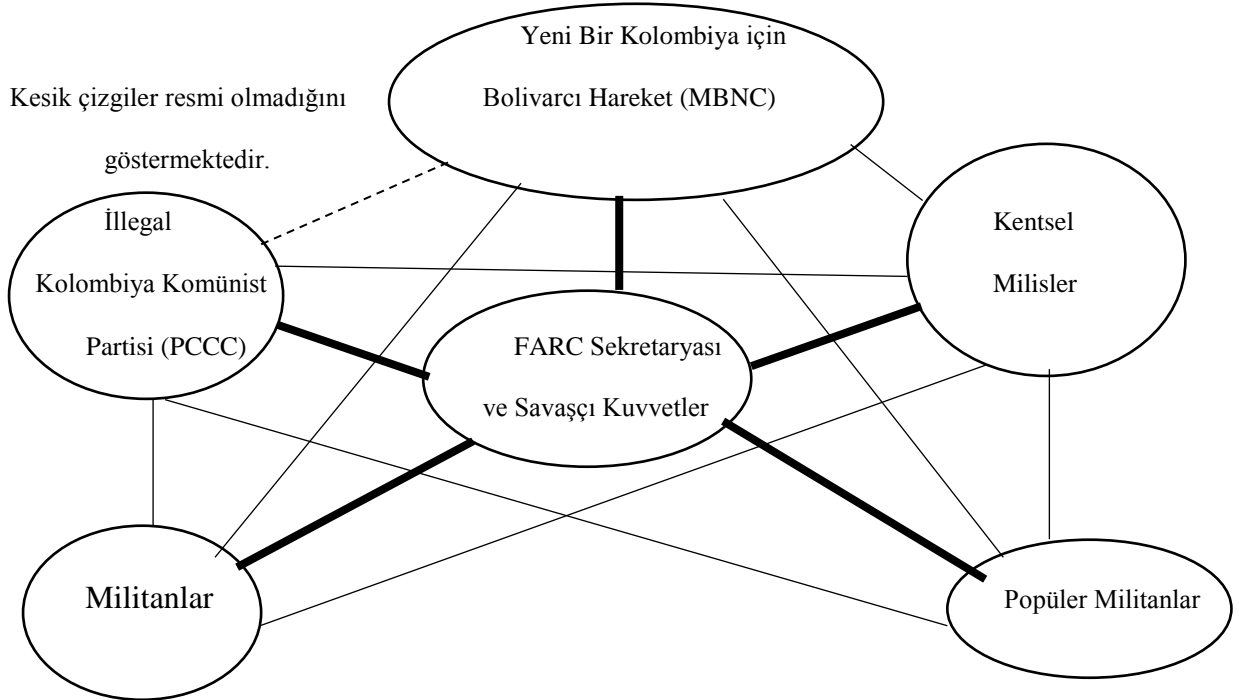 Yeni Bir Kolombiya için
Bolivarcı Hareket (MBNC)
Kesik çizgiler resmi olmadığını
göstermektedir.
İllegal
Kolombiya Komünist
Partisi (PCCC)
Kentsel
Milisler
FARC Sekretaryası
ve Savaşçı Kuvvetler
Militanlar
Popüler Militanlar